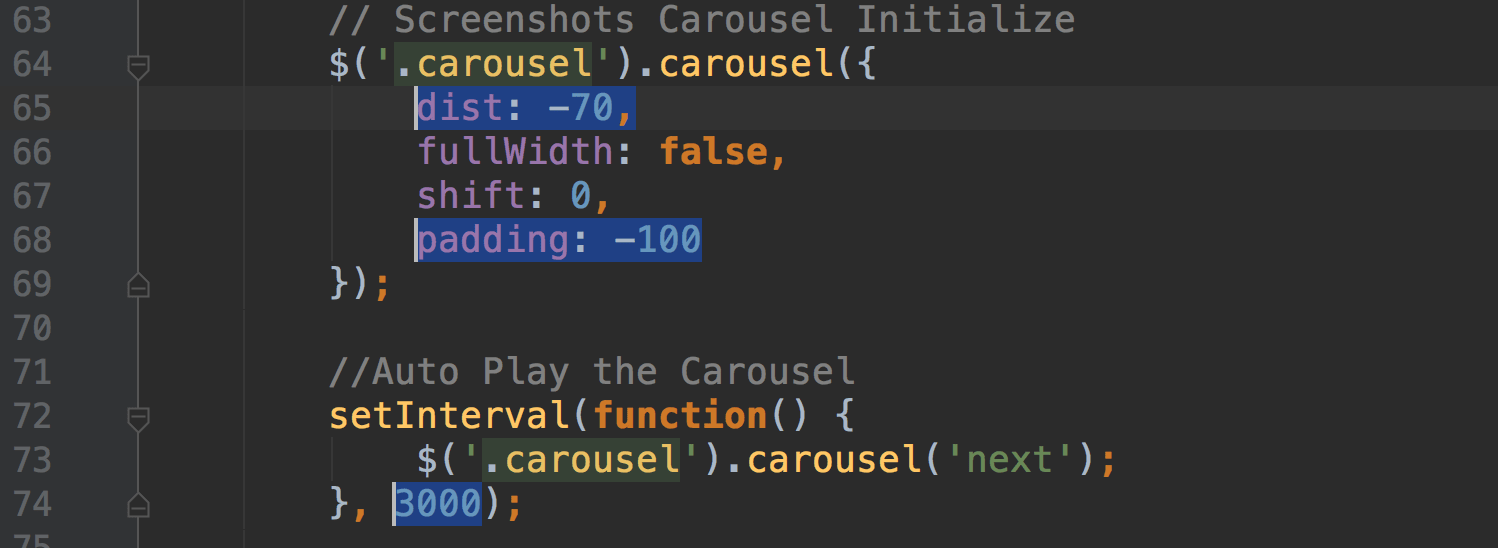 63 // Screenshots Carousel Initialize
64 $('.carousel').carousel({
65 dist: -70,
66 fullWidth: false,
67 shift: 0,
68 padding: -100
69 });
70
71 //Auto Play the Carousel
72 setInterval(function() {
73 $('.carousel').carousel('next');
74 }, 3000);
75